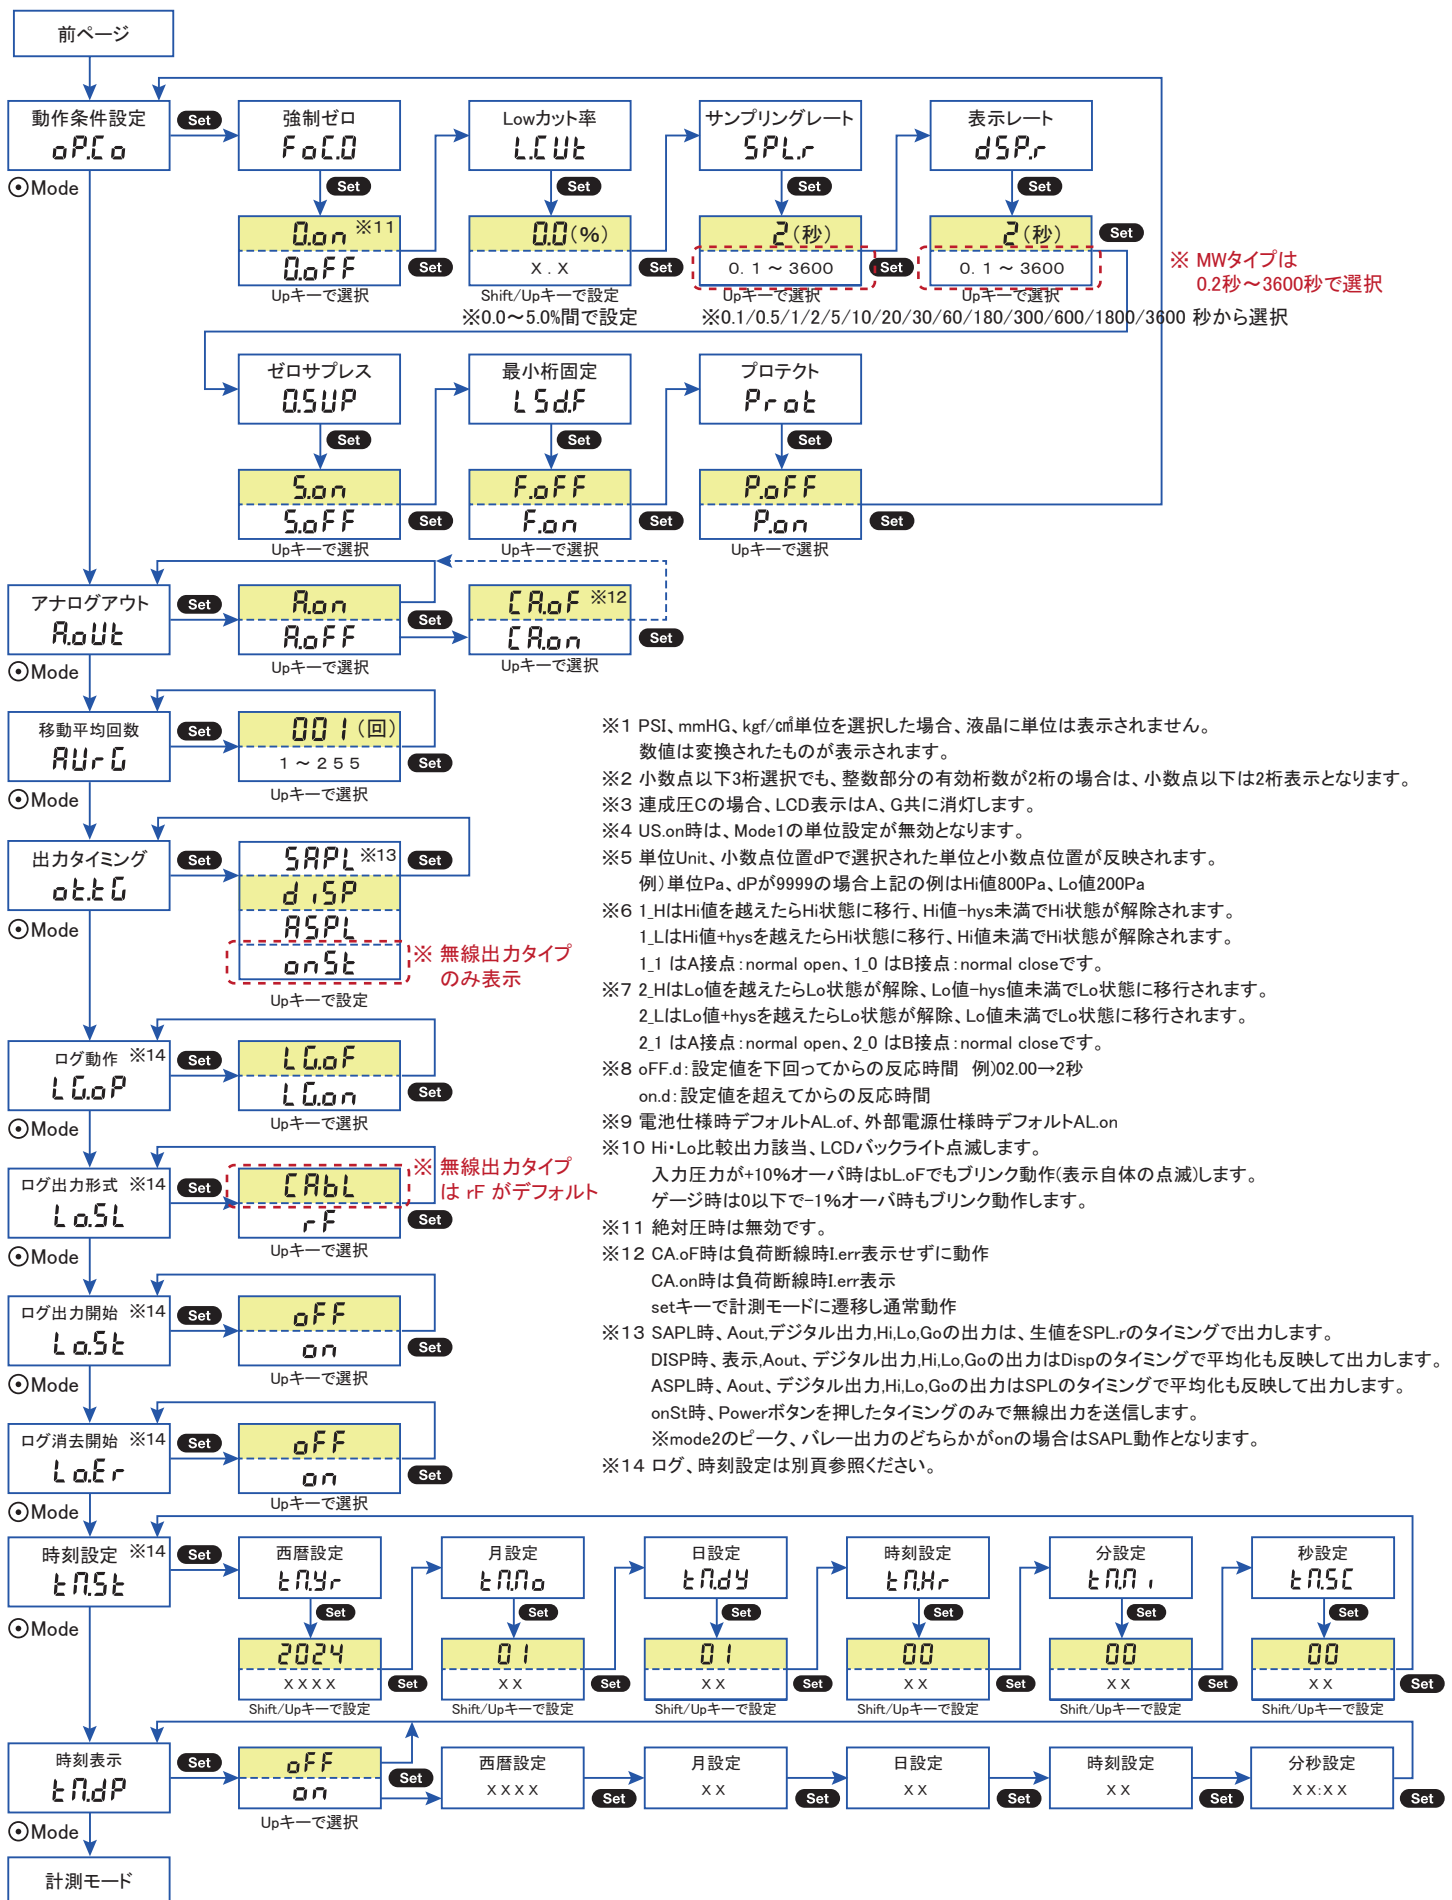 前ページ
動作条件設定
oP.Co
Set
強制ゼロ
FoC.0
Lowカット率
L.CUt
サンプリングレート
SPL.r
表示レート
dSP.r
Mode
Set
Set
Set
Set
0.on ※11
0.oFF
Set
Upキーで選択
0.0(%)
X.X
Set
Shift/Upキーで設定
※0.0～5.0%間で設定
2(秒)
0.1～3600
Set
Upキーで選択
2(秒)
0.1～3600
Set
Upキーで選択
※0.1/0.5/1/2/5/10/20/30/60/180/300/600/1800/3600 秒から選択
※ MWタイプは
0.2秒～3600秒で選択
ゼロサプレス
0.SUP
最小桁固定
LSd.F
プロテクト
Prot
Set
Set
Set
S.on
S.oFF
Set
Upキーで選択
F.oFF
F.on
Set
Upキーで選択
P.oFF
P.on
Set
Upキーで選択
アナログアウト
A.oUt
Set
A.on
A.oFF
Set
Upキーで選択
CA.oF ※12
CA.on
Set
Upキーで選択
Mode
移動平均回数
AUrG
Set
001(回)
1～255
Set
Upキーで選択
Mode
出力タイミング
ot.tG
Set
SAPL ※13
diSP
ASPL
onSt
Set
※ 無線出力タイプ
のみ表示
Upキーで設定
Mode
ログ動作 ※14
LG.oP
Set
LG.oF
LG.on
Set
Upキーで選択
Mode
ログ出力形式 ※14
Lo.SL
Set
CAbL
rF
Set
※ 無線出力タイプ
は rF がデフォルト
Upキーで選択
Mode
ログ出力開始 ※14
Lo.St
Set
oFF
on
Set
Upキーで選択
Mode
ログ消去開始 ※14
Lo.Er
Set
oFF
on
Set
Upキーで選択
Mode
※1 PSI、mmHG、kgf/c㎡単位を選択した場合、液晶に単位は表示されません。
数値は変換されたものが表示されます。
※2 小数点以下3桁選択でも、整数部分の有効桁数が2桁の場合は、小数点以下は2桁表示となります。
※3 連成圧Cの場合、LCD表示はA、G共に消灯します。
※4 US.on時は、Mode1の単位設定が無効となります。
※5 単位Unit、小数点位置dPで選択された単位と小数点位置が反映されます。
例)単位Pa、dPが9999の場合上記の例はHi値800Pa、Lo値200Pa
※6 1_HはHi値を越えたらHi状態に移行、Hi値-hys未満でHi状態が解除されます。
1_LはHi値+hysを越えたらHi状態に移行、Hi値未満でHi状態が解除されます。
1_1 はA接点:normal open、1_0 はB接点:normal closeです。
※7 2_HはLo値を越えたらLo状態が解除、Lo値-hys値未満でLo状態に移行されます。
2_LはLo値+hysを越えたらLo状態が解除、Lo値未満でLo状態に移行されます。
2_1 はA接点:normal open、2_0 はB接点:normal closeです。
※8 oFF.d:設定値を下回ってからの反応時間 例)02.00→2秒
on.d:設定値を超えてからの反応時間
※9 電池仕様時デフォルトAL.of、外部電源仕様時デフォルトAL.on
※10 Hi・Lo比較出力該当、LCDバックライト点滅します。
入力圧力が+10%オーバ時はbL.oFでもブリンク動作(表示自体の点滅)します。
ゲージ時は0以下で-1%オーバ時もブリンク動作します。
※11 絶対圧時は無効です。
※12 CA.oF時は負荷断線時I.err表示せずに動作
CA.on時は負荷断線時I.err表示
setキーで計測モードに遷移し通常動作
※13 SAPL時、Aout,デジタル出力,Hi,Lo,Goの出力は、生値をSPL.rのタイミングで出力します。
DISP時、表示,Aout、デジタル出力,Hi,Lo,Goの出力はDispのタイミングで平均化も反映して出力します。
ASPL時、Aout、デジタル出力,Hi,Lo,Goの出力はSPLのタイミングで平均化も反映して出力します。
onSt時、Powerボタンを押したタイミングのみで無線出力を送信します。
※mode2のピーク、バレー出力のどちらかがonの場合はSAPL動作となります。
※14 ログ、時刻設定は別頁参照ください。
時刻設定 ※14
tM.St
Set
西暦設定
tM.Yr
月設定
tM.Mo
日設定
tM.dY
時刻設定
tM.Hr
分設定
tM.Mi
秒設定
tM.SC
Set
Set
Set
Set
Set
Set
Mode
2024
XXXX
Set
01
XX
Set
01
XX
Set
00
XX
Set
00
XX
Set
00
XX
Set
Shift/Upキーで設定
Shift/Upキーで設定
Shift/Upキーで設定
Shift/Upキーで設定
Shift/Upキーで設定
Shift/Upキーで設定
時刻表示
tM.dP
Set
oFF
on
Set
Upキーで選択
西暦設定
XXXX
Set
月設定
XX
Set
日設定
XX
Set
時刻設定
XX
Set
分秒設定
XX:XX
Set
Mode
計測モード